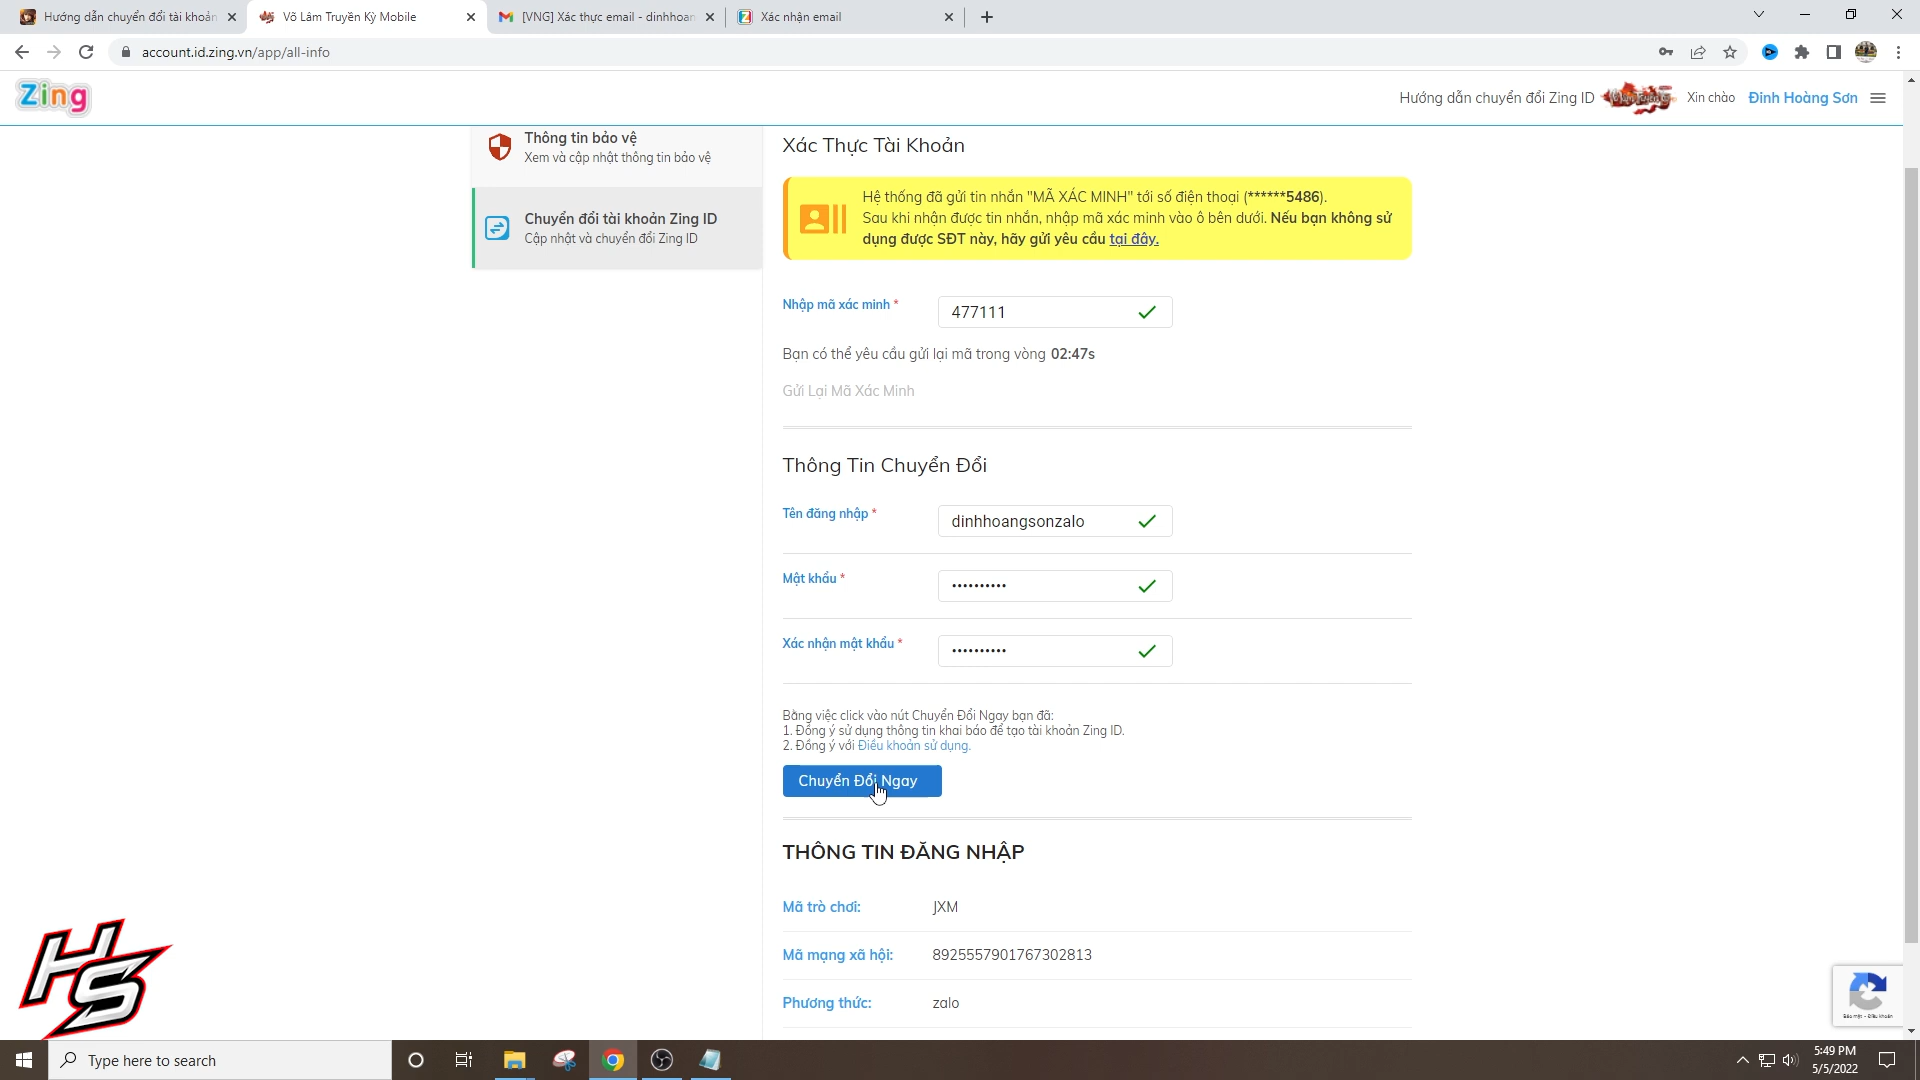 Hướng dẫn chuyển đổi tài khoản
Võ Lâm Truyền Kỳ Mobile
[VNG] Xác thực email - dinhhoan
Xác nhận email
account.id.zing.vn/app/all-info
Zing
Hướng dẫn chuyển đổi Zing ID
Xin chào
Đinh Hoàng Sơn
Thông tin bảo vệ
Xem và cập nhật thông tin bảo vệ
Chuyển đổi tài khoản Zing ID
Cập nhật và chuyển đổi Zing ID
Xác Thực Tài Khoản
Hệ thống đã gửi tin nhắn "MÃ XÁC MINH" tới số điện thoại (******5486).
Sau khi nhận được tin nhắn, nhập mã xác minh vào ô bên dưới. Nếu bạn không sử
dụng được SĐT này, hãy gửi yêu cầu tại đây.
Nhập mã xác minh *
477111
Bạn có thể yêu cầu gửi lại mã trong vòng 02:47s
Gửi Lại Mã Xác Minh
Thông Tin Chuyển Đổi
Tên đăng nhập *
dinhhoangsonzalo
Mật khẩu *
••••••••••
Xác nhận mật khẩu *
••••••••••
Bằng việc click vào nút Chuyển Đổi Ngay bạn đã:
1. Đồng ý sử dụng thông tin khai báo để tạo tài khoản Zing ID.
2. Đồng ý với Điều khoản sử dụng.
Chuyển Đổi Ngay
THÔNG TIN ĐĂNG NHẬP
Mã trò chơi:
JXM
Mã mạng xã hội:
8925557901767302813
Phương thức:
zalo
HS
Bảo mật - Điều khoản
Type here to search
5:49 PM
5/5/2022